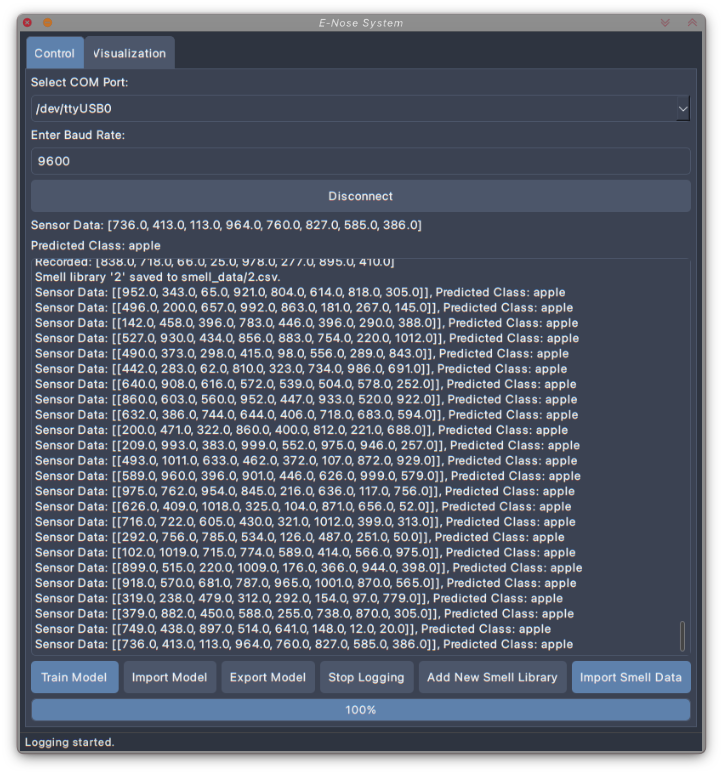 E-Nose System
Control
Visualization
Select COM Port:
/dev/ttyUSB0
Enter Baud Rate:
9600
Disconnect
Sensor Data: [736.0, 413.0, 113.0, 964.0, 760.0, 827.0, 585.0, 386.0]
Predicted Class: apple
Recorded: [838.0, 718.0, 66.0, 25.0, 978.0, 277.0, 895.0, 410.0]
Smell library '2' saved to smell_data/2.csv.
Sensor Data: [[952.0, 343.0, 65.0, 921.0, 804.0, 614.0, 818.0, 305.0]], Predicted Class: apple
Sensor Data: [[496.0, 200.0, 657.0, 992.0, 863.0, 181.0, 267.0, 145.0]], Predicted Class: apple
Sensor Data: [[142.0, 458.0, 396.0, 783.0, 446.0, 396.0, 290.0, 388.0]], Predicted Class: apple
Sensor Data: [[527.0, 930.0, 434.0, 856.0, 883.0, 754.0, 220.0, 1012.0]], Predicted Class: apple
Sensor Data: [[490.0, 373.0, 298.0, 415.0, 98.0, 556.0, 289.0, 843.0]], Predicted Class: apple
Sensor Data: [[442.0, 283.0, 62.0, 810.0, 323.0, 734.0, 986.0, 691.0]], Predicted Class: apple
Sensor Data: [[640.0, 908.0, 616.0, 572.0, 539.0, 504.0, 578.0, 252.0]], Predicted Class: apple
Sensor Data: [[860.0, 603.0, 560.0, 952.0, 447.0, 933.0, 520.0, 922.0]], Predicted Class: apple
Sensor Data: [[632.0, 386.0, 744.0, 644.0, 406.0, 718.0, 683.0, 594.0]], Predicted Class: apple
Sensor Data: [[200.0, 471.0, 322.0, 860.0, 400.0, 812.0, 221.0, 688.0]], Predicted Class: apple
Sensor Data: [[209.0, 993.0, 383.0, 999.0, 552.0, 975.0, 946.0, 257.0]], Predicted Class: apple
Sensor Data: [[493.0, 1011.0, 633.0, 462.0, 372.0, 107.0, 872.0, 929.0]], Predicted Class: apple
Sensor Data: [[589.0, 960.0, 396.0, 901.0, 446.0, 626.0, 999.0, 579.0]], Predicted Class: apple
Sensor Data: [[975.0, 762.0, 954.0, 845.0, 216.0, 636.0, 117.0, 756.0]], Predicted Class: apple
Sensor Data: [[626.0, 409.0, 1018.0, 325.0, 104.0, 871.0, 656.0, 52.0]], Predicted Class: apple
Sensor Data: [[716.0, 722.0, 605.0, 430.0, 321.0, 1012.0, 399.0, 313.0]], Predicted Class: apple
Sensor Data: [[292.0, 756.0, 785.0, 534.0, 126.0, 487.0, 251.0, 50.0]], Predicted Class: apple
Sensor Data: [[102.0, 1019.0, 715.0, 774.0, 589.0, 414.0, 566.0, 975.0]], Predicted Class: apple
Sensor Data: [[899.0, 515.0, 220.0, 1009.0, 176.0, 366.0, 944.0, 398.0]], Predicted Class: apple
Sensor Data: [[918.0, 570.0, 681.0, 787.0, 965.0, 1001.0, 870.0, 565.0]], Predicted Class: apple
Sensor Data: [[319.0, 238.0, 479.0, 312.0, 292.0, 154.0, 97.0, 779.0]], Predicted Class: apple
Sensor Data: [[379.0, 882.0, 450.0, 588.0, 255.0, 738.0, 870.0, 305.0]], Predicted Class: apple
Sensor Data: [[749.0, 438.0, 897.0, 514.0, 641.0, 148.0, 12.0, 20.0]], Predicted Class: apple
Sensor Data: [[736.0, 413.0, 113.0, 964.0, 760.0, 827.0, 585.0, 386.0]], Predicted Class: apple
Train Model
Import Model
Export Model
Stop Logging
Add New Smell Library
Import Smell Data
100%
Logging started.